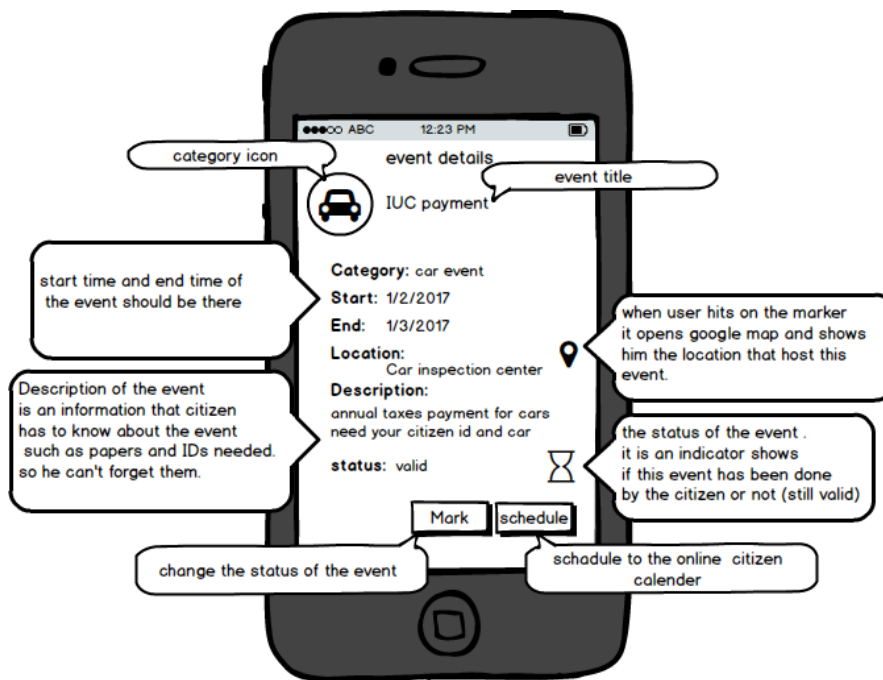 ABC 12:23 PM
category icon
event details
event title
IUC payment
Category: car event
start time and end time of
the event should be there
Start: 1/2/2017
End: 1/3/2017
when user hits on the marker
it opens google map and shows
him the location that host this
event.
Location:
Car inspection center
Description of the event
is an information that citizen
has to know about the event
such as papers and IDs needed.
so he can't forget them.
Description:
annual taxes payment for cars
need your citizen id and car
the status of the event .
it is an indicator shows
if this event has been done
by the citizen or not (still valid)
status: valid
Mark
schedule
change the status of the event
schadule to the online citizen
calender